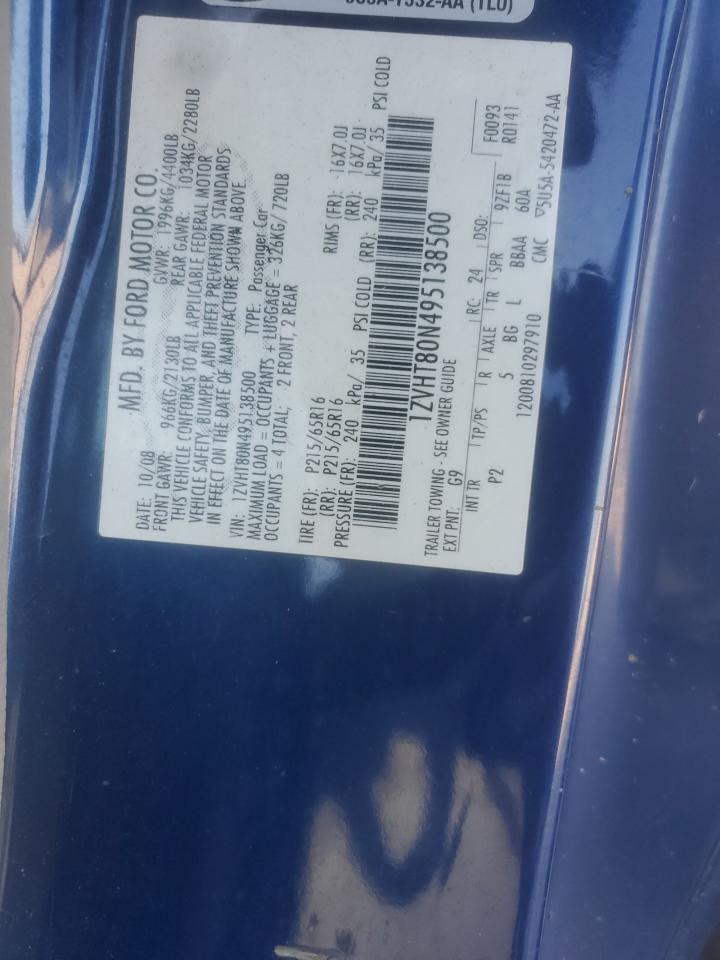 MFD. BY FORD MOTOR CO.
DATE: 10/08 GVWR: 1996KG/4400LB
FRONT GAWR: 966KG/2130LB REAR GAWR: 1034KG/2280LB
THIS VEHICLE CONFORMS TO ALL APPLICABLE FEDERAL MOTOR
VEHICLE SAFETY, BUMPER, AND THEFT PREVENTION STANDARDS
IN EFFECT ON THE DATE OF MANUFACTURE SHOWN ABOVE.
VIN: 1ZVHT80N495138500 TYPE: Passenger Car
MAXIMUM LOAD = OCCUPANTS + LUGGAGE = 326KG/ 720LB
OCCUPANTS = 4 TOTAL; 2 FRONT, 2 REAR
TIRE (FR): P215/65R16 RIMS (FR): 16X7.0J
(RR): P215/65R16 (RR): 16X7.0J
PRESSURE (FR): 240 kPa/ 35 PSI COLD (RR): 240 kPa/ 35 PSI COLD
1ZVHT80N495138500
TRAILER TOWING - SEE OWNER GUIDE
EXT PNT: G9 RC: 24 DSO: F0093
R0141
INT TR TP/PS R AXLE TR SPR 9ZF1B
P2 5 BG L BBAA 60A
1200810297910 CMC 5U5A-5420472-AA